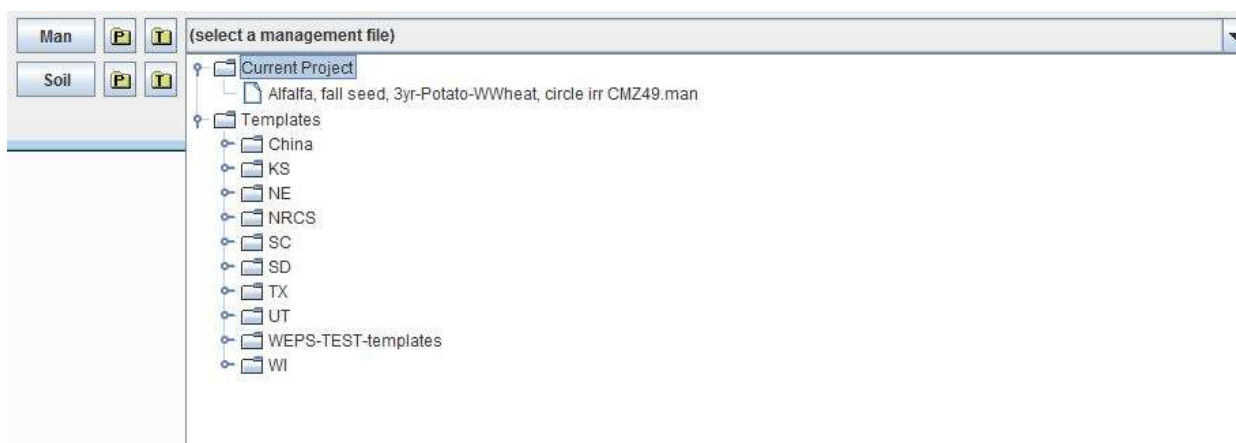 Man P T (select a management file)
Soil P T Current Project
Alfalfa, fall seed, 3yr-Potato-WWheat, circle irr CMZ49.man
Templates
China
KS
NE
NRCS
SC
SD
TX
UT
WEPS-TEST-templates
WI